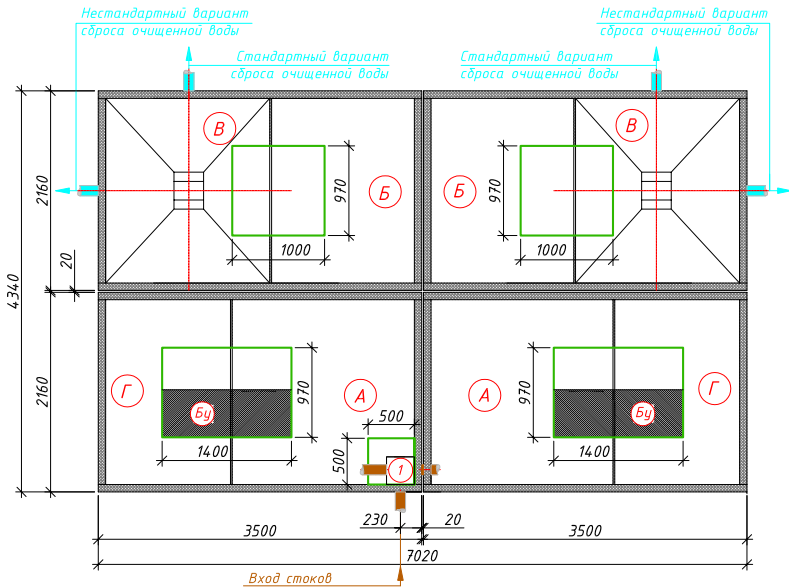 Нестандартный вариант
сброса очищенной воды
Нестандартный вариант
сброса очищенной воды
Стандартный вариант
сброса очищенной воды
Стандартный вариант
сброса очищенной воды
В
В
2160
970
Б
Б
970
1000
1000
20
4340
2160
Г
Бу
970
А
500
А
970
Бу
Г
1400
500
1
1400
230
20
3500
3500
7020
Вход стоков